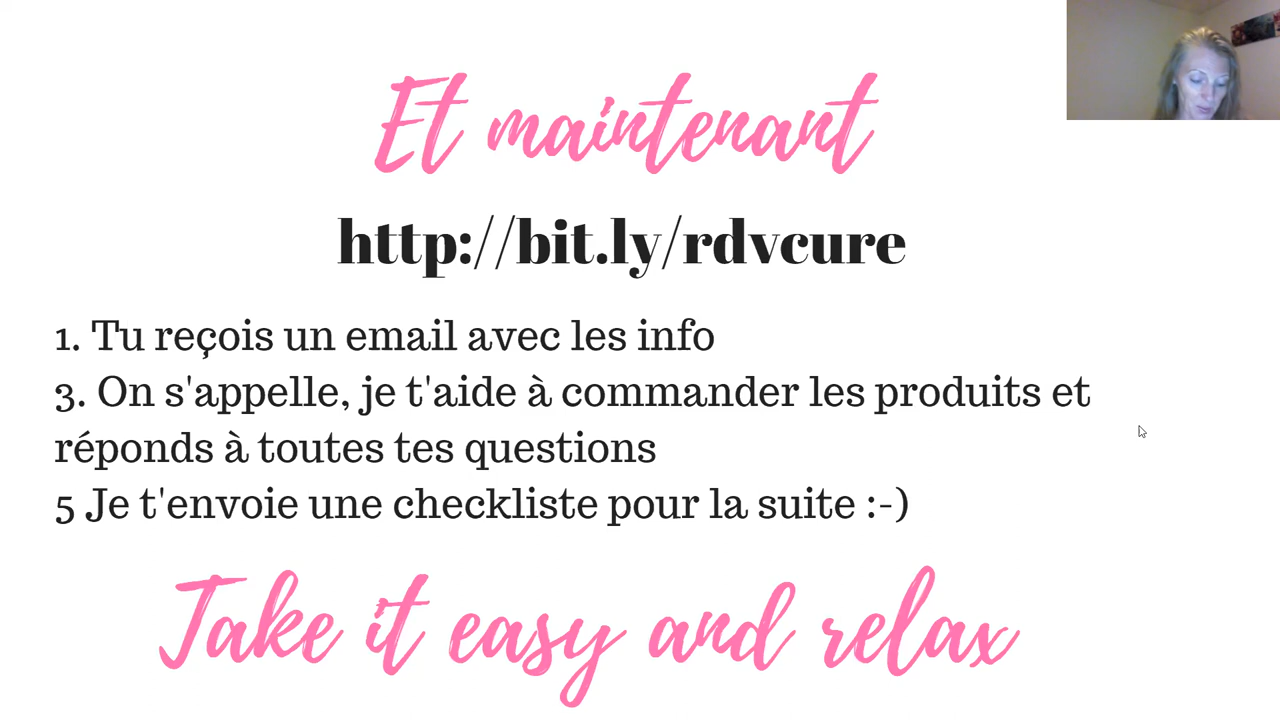 Et maintenant
http://bit.ly/rdvcure
1. Tu reçois un email avec les info
3. On s'appelle, je t'aide à commander les produits et
réponds à toutes tes questions
5 Je t'envoie une checkliste pour la suite :-)
Take it easy and relax